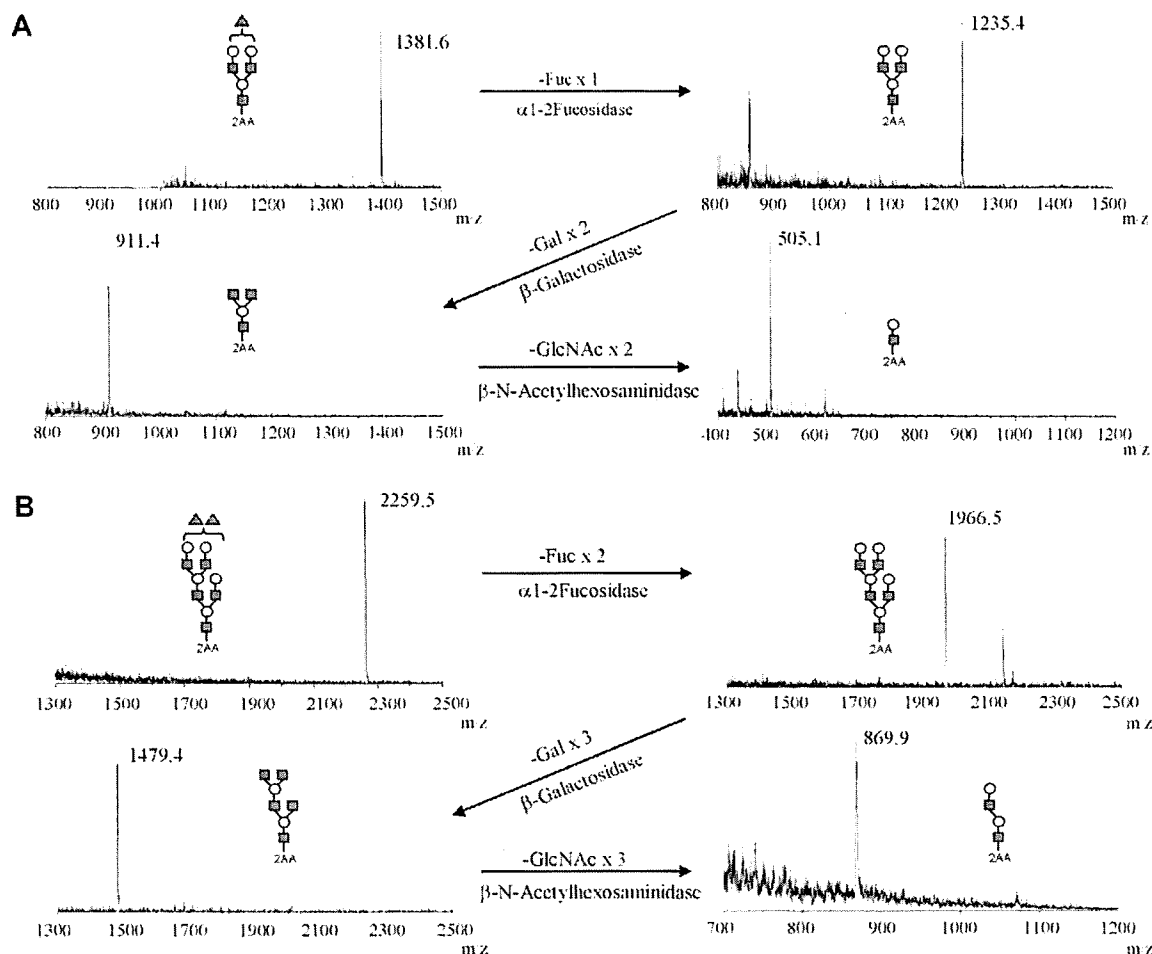 A
1381.6
2AA
-Fuc x 1
α1-2Fucosidase
1235.4
2AA
800 900 1000 1100 1200 1300 1400 1500
m/z
800 900 1000 1100 1200 1300 1400 1500
m/z
911.4
2AA
-Gal x 2
β-Galactosidase
505.1
2AA
-GlcNAc x 2
β-N-Acetylhexosaminidase
800 900 1000 1100 1200 1300 1400 1500
m/z
400 500 600 700 800 900 1000 1100 1200
m/z
B
2259.5
2AA
-Fuc x 2
α1-2Fucosidase
1966.5
2AA
1300 1500 1700 1900 2100 2300 2500
m/z
1300 1500 1700 1900 2100 2300 2500
m/z
1479.4
2AA
-Gal x 3
β-Galactosidase
869.9
2AA
-GlcNAc x 3
β-N-Acetylhexosaminidase
1300 1500 1700 1900 2100 2300 2500
m/z
700 800 900 1000 1100 1200
m/z